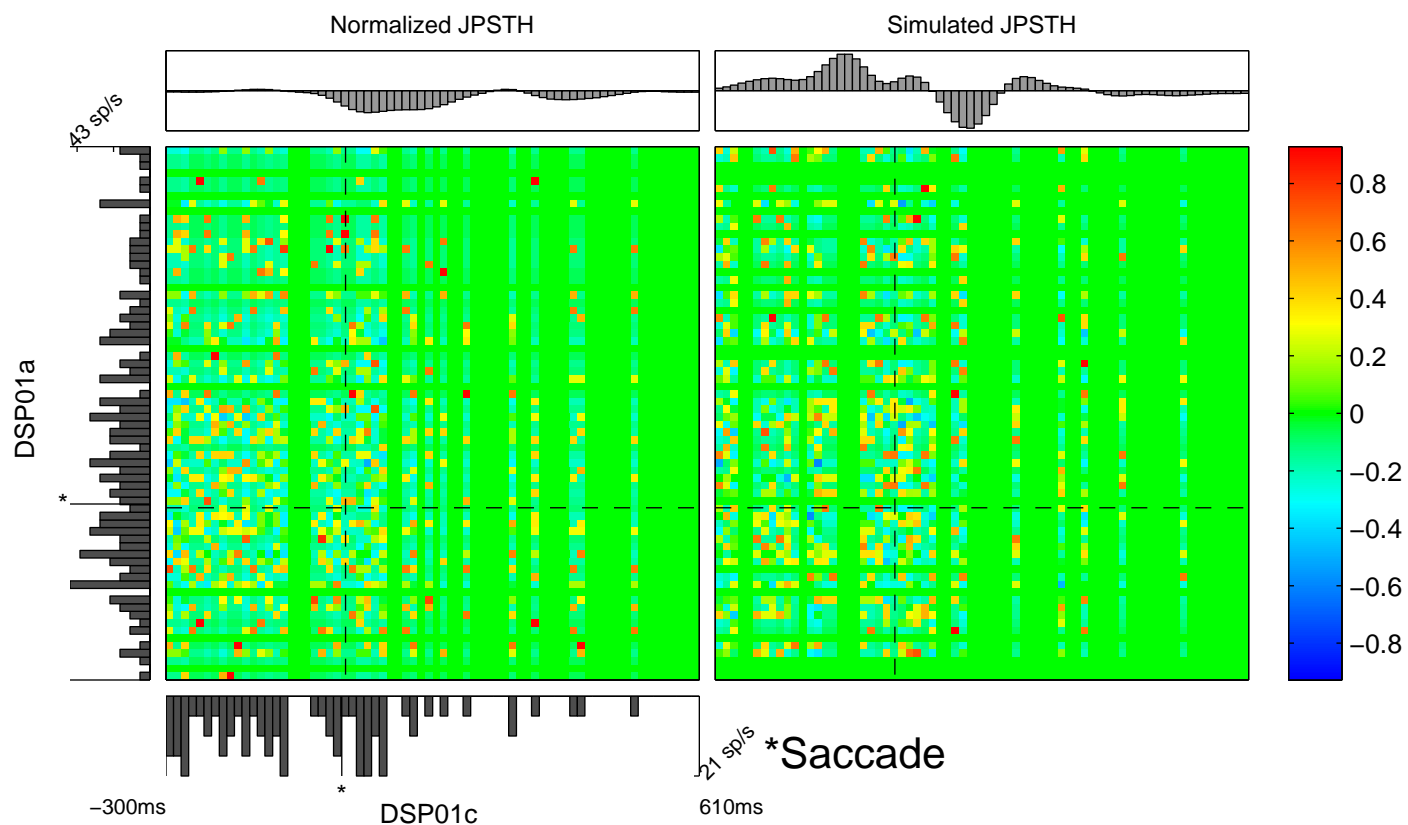 Normalized JPSTH
Simulated JPSTH
43 sp/s
DSP01a
*
0.8
0.6
0.4
0.2
0
−0.2
−0.4
−0.6
−0.8
21 sp/s
*Saccade
*
−300ms
DSP01c
610ms